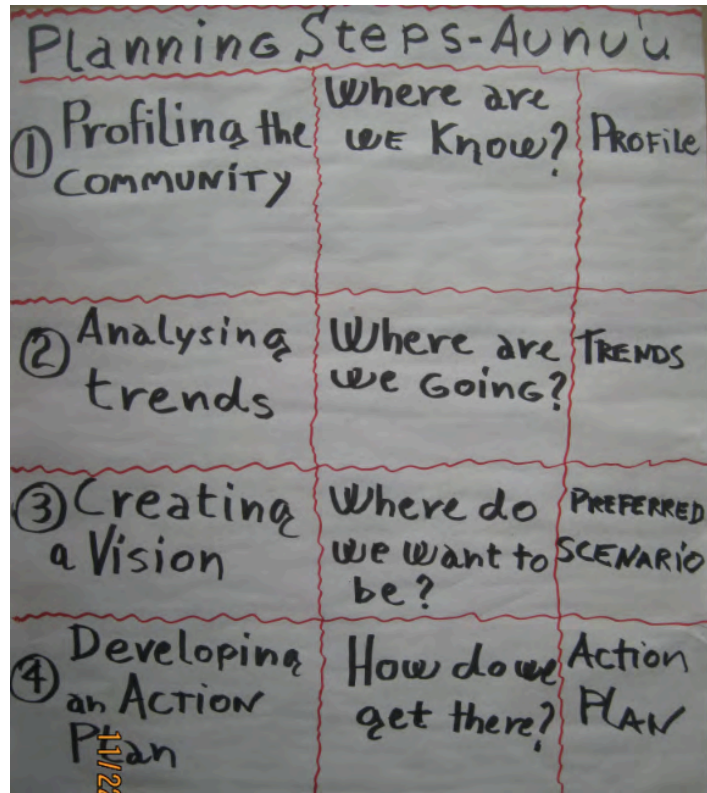 Planning Steps-Aunu'u
① Profiling the
COMMUNITY
Where are
WE Know?
PROFILE
② Analysing
trends
Where are
we GOING?
TRENDS
③ Creating
a Vision
Where do
we want to
be?
PREFERRED
SCENARIO
④ Developing
an ACTION
Plan
How do we
get there?
Action
PLAN
11/22